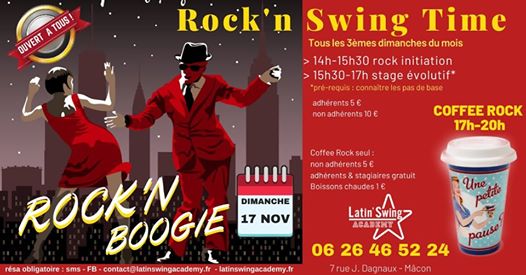 OUVERT A TOUS !
Rock'n Swing Time
Tous les 3èmes dimanches du mois
> 14h-15h30 rock initiation
> 15h30-17h stage évolutif*
*pré-requis : connaître les pas de base
adhérents 5 €
non adhérents 10 €
COFFEE ROCK
17h-20h
Coffee Rock seul :
non adhérents 5 €
adhérents & stagiaires gratuit
Boissons chaudes 1 €
ROCK'N
BOOGIE
DIMANCHE
17 NOV
Latin'Swing
ACADEMY
Une
petite
pause
06 26 46 52 24
7 rue J. Dagnaux - Mâcon
résa obligatoire : sms - FB - contact@latinswingacademy.fr - latinswingacademy.fr